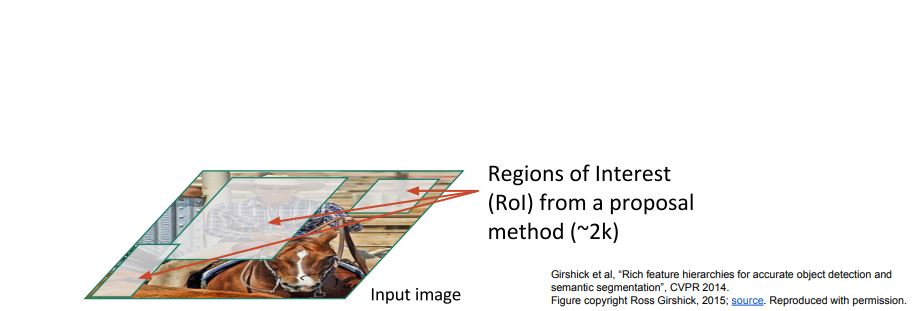 Regions of Interest
(RoI) from a proposal
method (~2k)
Input image
Girshick et al, “Rich feature hierarchies for accurate object detection and
semantic segmentation”, CVPR 2014.
Figure copyright Ross Girshick, 2015; source. Reproduced with permission.